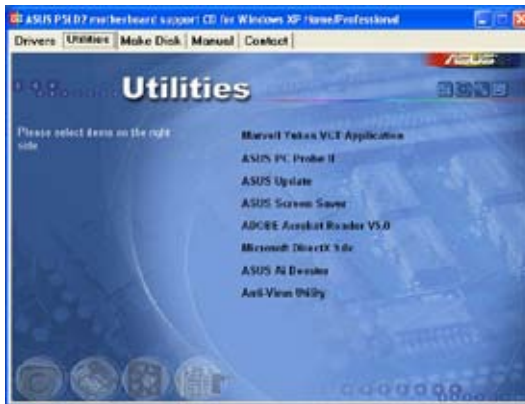 ASUS P5LD2 motherboard support CD for Windows XP Home/Professional
Drivers Utilities Make Disk Manual Contact
ASUS
Utilities
Please select items on the right
side
Marvell Yukon VCT Application
ASUS PC Probe II
ASUS Update
ASUS Screen Saver
ADOBE Acrobat Reader V5.0
Microsoft DirectX
ASUS Ai Booster
Anti-Virus Utility